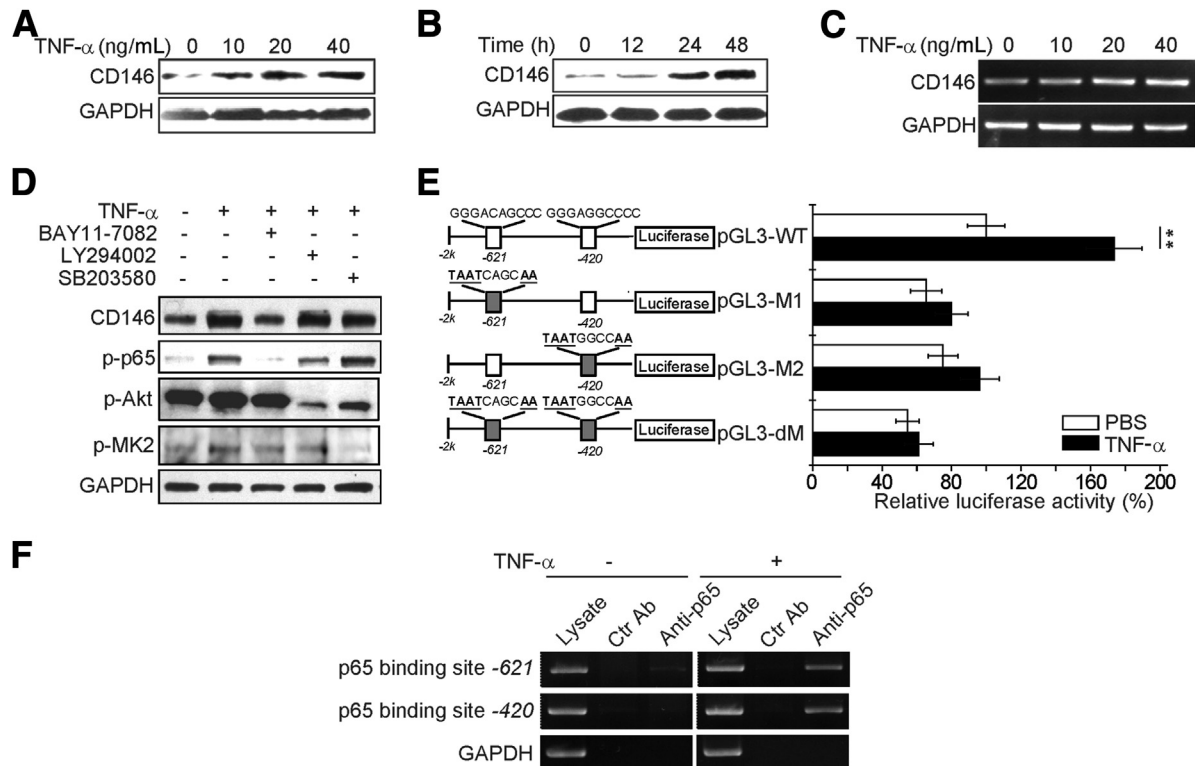 A
TNF-α (ng/mL) 0 10 20 40
CD146
GAPDH
B
Time (h) 0 12 24 48
CD146
GAPDH
C
TNF-α (ng/mL) 0 10 20 40
CD146
GAPDH
D
TNF-α - + + + +
BAY11-7082 - - + - -
LY294002 - - - + -
SB203580 - - - - +
CD146
p-p65
p-Akt
p-MK2
GAPDH
E
GGGACAGCCC GGGAGGCCCC
Luciferase pGL3-WT
-2k -621 -420
TAATCAGCAA
Luciferase pGL3-M1
-2k -621 -420
TAATGGCCAA
Luciferase pGL3-M2
-2k -621 -420
TAATCAGCAA TAATGGCCAA
Luciferase pGL3-dM
-2k -621 -420
**
PBS
TNF-α
0 40 80 120 160 200
Relative luciferase activity (%)
F
TNF-α - +
Lysate Ctr Ab Anti-p65 Lysate Ctr Ab Anti-p65
p65 binding site -621
p65 binding site -420
GAPDH